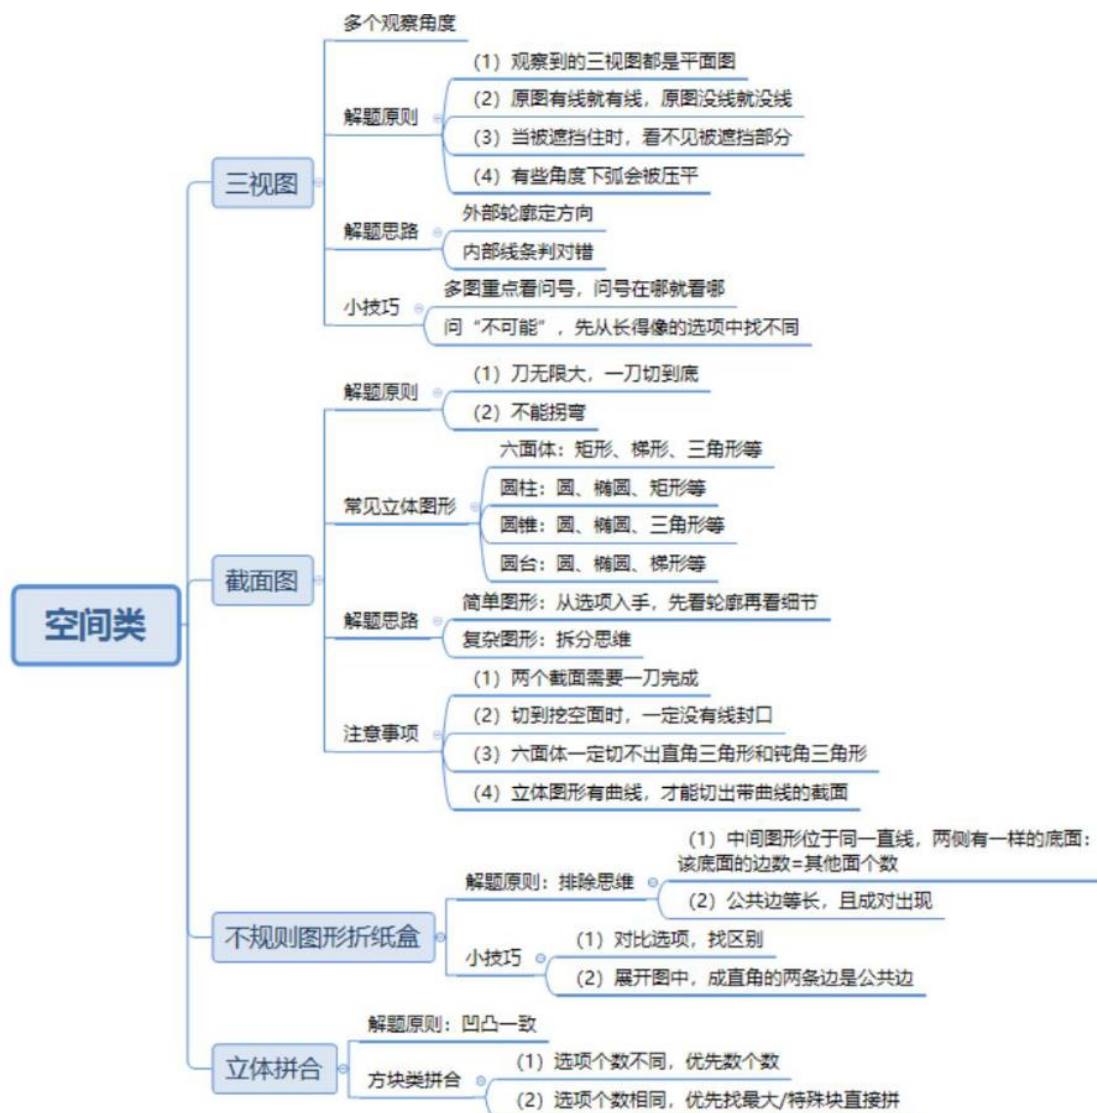 空间类
三视图
多个观察角度
解题原则
（1）观察到的三视图都是平面图
（2）原图有线就有线，原图没线就没线
（3）当被遮挡住时，看不见被遮挡部分
（4）有些角度下弧会被压平
解题思路
外部轮廓定方向
内部线条判对错
小技巧
多图重点看问号，问号在哪就看哪
问“不可能”，先从长得像的选项中找不同
截面图
解题原则
（1）刀无限大，一刀切到底
（2）不能拐弯
常见立体图形
六面体：矩形、梯形、三角形等
圆柱：圆、椭圆、矩形等
圆锥：圆、椭圆、三角形等
圆台：圆、椭圆、梯形等
解题思路
简单图形：从选项入手，先看轮廓再看细节
复杂图形：拆分思维
注意事项
（1）两个截面需要一刀完成
（2）切到挖空面时，一定没有线封口
（3）六面体一定切不出直角三角形和钝角三角形
（4）立体图形有曲线，才能切出带曲线的截面
不规则图形折纸盒
解题原则：排除思维
（1）中间图形位于同一直线，两侧有一样的底面：
该底面的边数=其他面个数
（2）公共边等长，且成对出现
小技巧
（1）对比选项，找区别
（2）展开图中，成直角的两条边是公共边
立体拼合
解题原则：凹凸一致
方块类拼合
（1）选项个数不同，优先数个数
（2）选项个数相同，优先找最大/特殊块直接拼